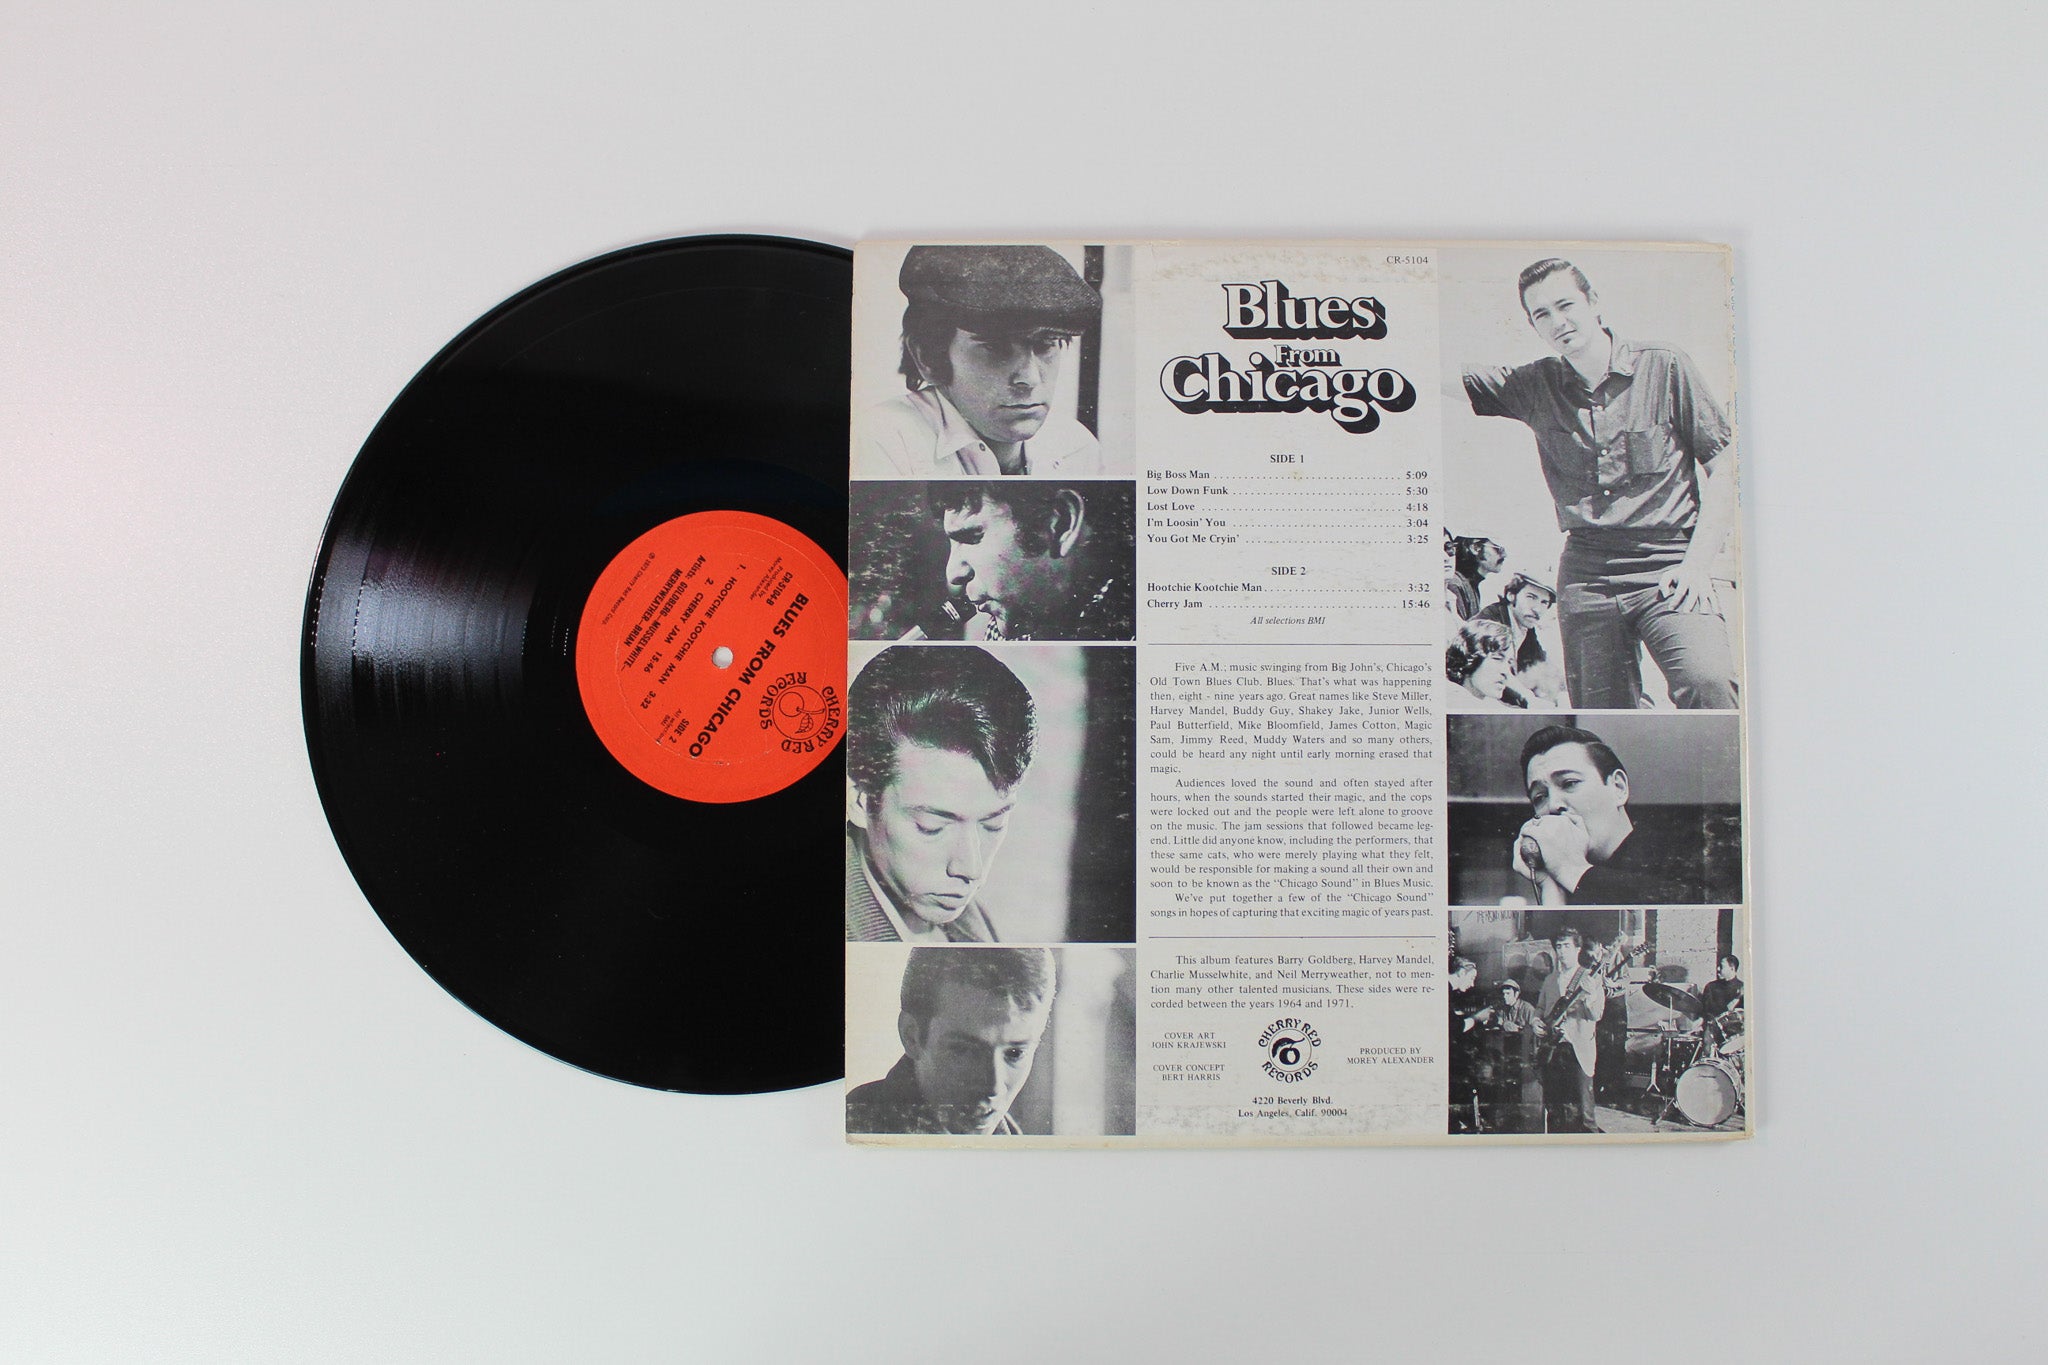 CR-5104
Blues
From
Chicago
SIDE 1
Big Boss Man . . . . . . . . . . . . . . . . . . . . . . . . . . . . . 5:09
Low Down Funk . . . . . . . . . . . . . . . . . . . . . . . . . . 5:30
Lost Love . . . . . . . . . . . . . . . . . . . . . . . . . . . . . . . 4:18
I'm Loosin' You . . . . . . . . . . . . . . . . . . . . . . . . . . 3:04
You Got Me Cryin' . . . . . . . . . . . . . . . . . . . . . . . . 3:25
SIDE 2
Hootchie Kootchie Man . . . . . . . . . . . . . . . . . . . . . 3:32
Cherry Jam . . . . . . . . . . . . . . . . . . . . . . . . . . . . . 15:46
All selections BMI
Five A.M.; music swinging from Big John's, Chicago's
Old Town Blues Club. Blues. That's what was happening
then, eight - nine years ago. Great names like Steve Miller,
Harvey Mandel, Buddy Guy, Shakey Jake, Junior Wells,
Paul Butterfield, Mike Bloomfield, James Cotton, Magic
Sam, Jimmy Reed, Muddy Waters and so many others,
could be heard any night until early morning erased that
magic.
Audiences loved the sound and often stayed after
hours, when the sounds started their magic, and the cops
were locked out and the people were left alone to groove
on the music. The jam sessions that followed became leg-
end. Little did anyone know, including the performers, that
these same cats, who were merely playing what they felt,
would be responsible for making a sound all their own and
soon to be known as the "Chicago Sound" in Blues Music.
We've put together a few of the "Chicago Sound"
songs in hopes of capturing that exciting magic of years past.
This album features Barry Goldberg, Harvey Mandel,
Charlie Musselwhite, and Neil Merryweather, not to men-
tion many other talented musicians. These sides were re-
corded between the years 1964 and 1971.
COVER ART
JOHN KRAJEWSKI
COVER CONCEPT
BERT HARRIS
CHERRY RED
RECORDS
PRODUCED BY
MOREY ALEXANDER
4220 Beverly Blvd.
Los Angeles, Calif. 90004
CHERRY RED
RECORDS
BLUES FROM CHICAGO
CR-5104-B
Produced by
Morey Alexander
SIDE 2
All selections
BMI
1. HOOTCHIE KOOTCHIE MAN 3:32
2. CHERRY JAM 15:46
Artists: GOLDBERG—MUSSELWHITE—
MERRYWEATHER—BRIAN